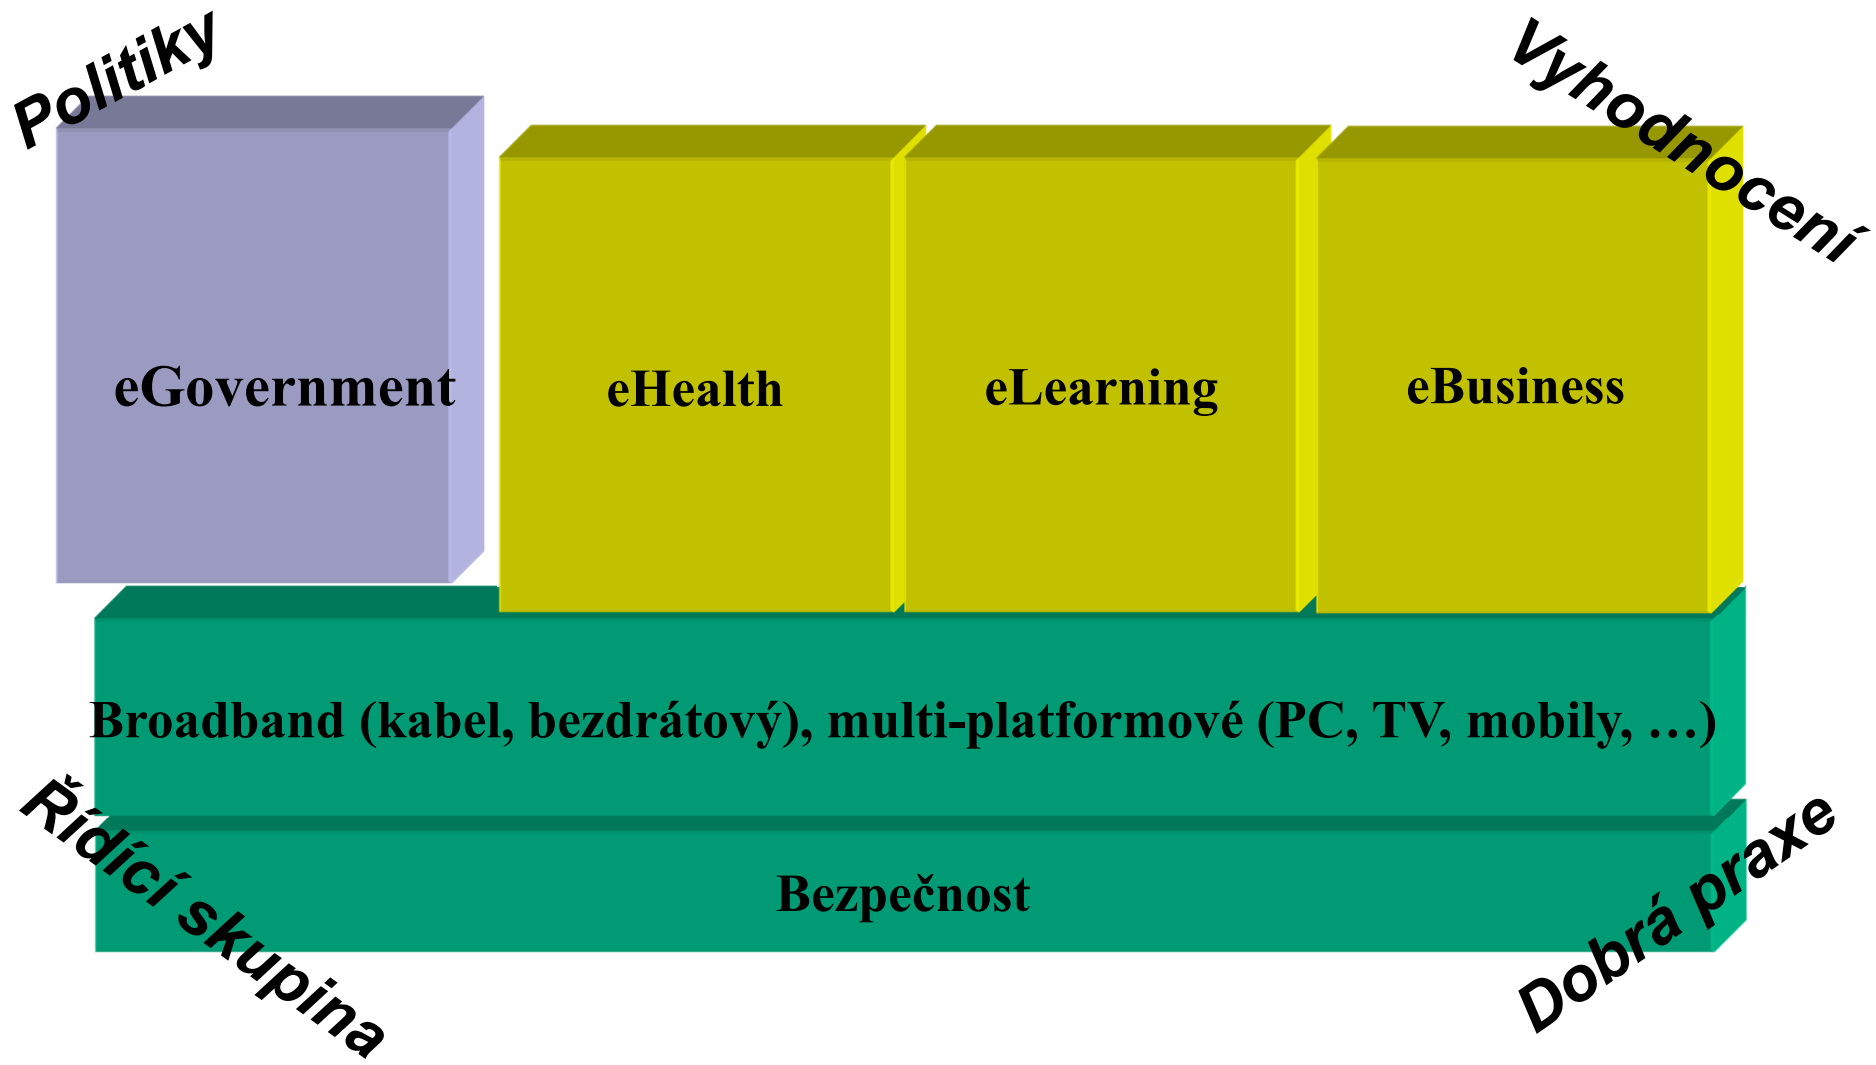 Politiky
Vyhodnocení
eGovernment
eHealth
eLearning
eBusiness
Broadband (kabel, bezdrátový), multi-platformové (PC, TV, mobily, …)
Bezpečnost
Řídící skupina
Dobrá praxe